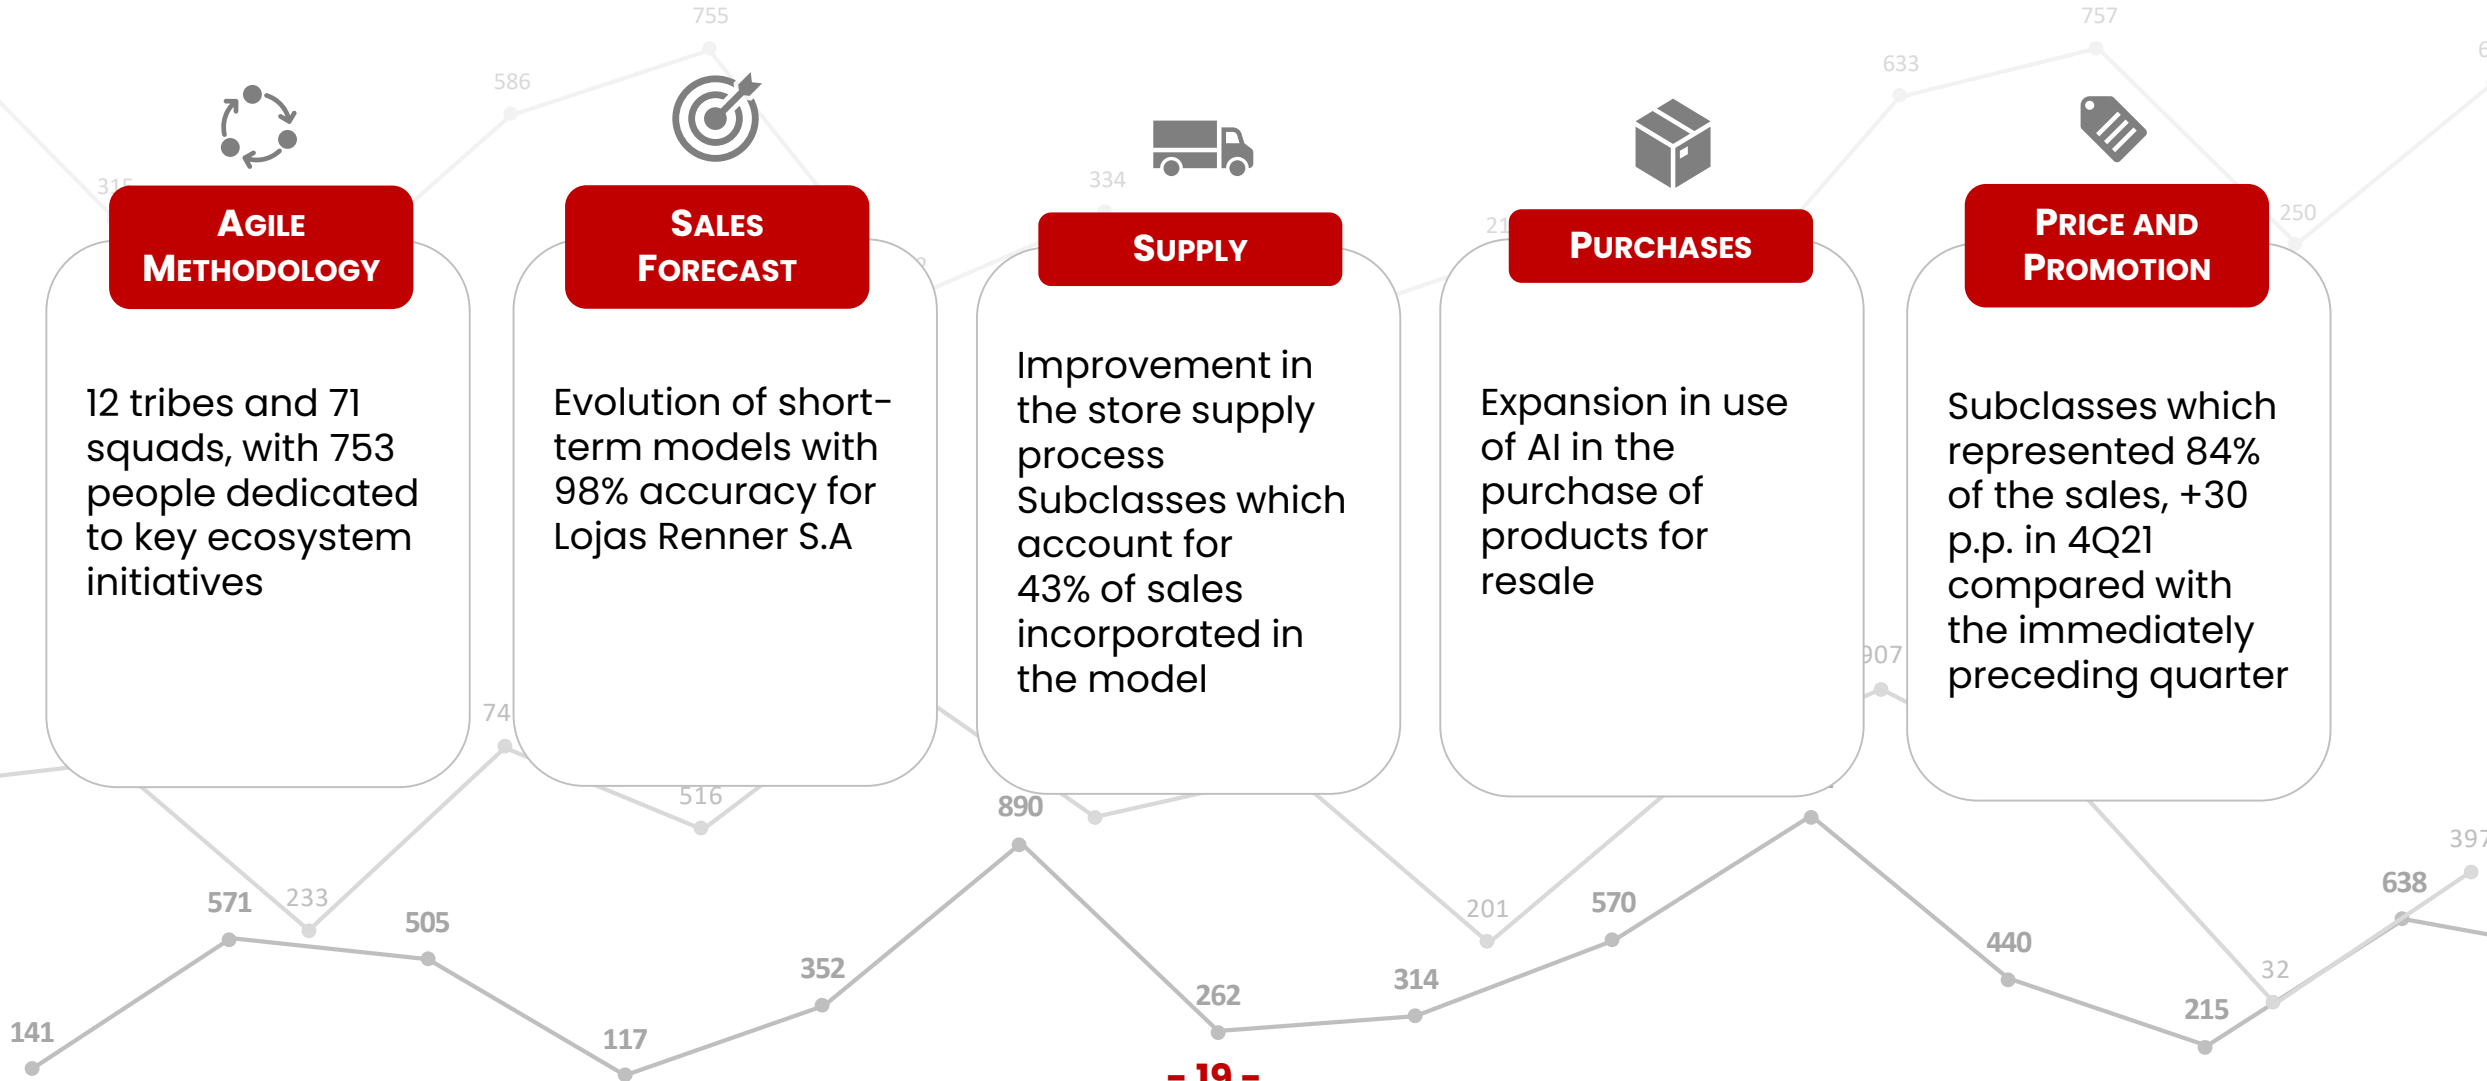 755
757
586
633
315
334
250
AGILE
METHODOLOGY
12 tribes and 71
squads, with 753
people dedicated
to key ecosystem
initiatives
SALES
FORECAST
Evolution of short-
term models with
98% accuracy for
Lojas Renner S.A
SUPPLY
Improvement in
the store supply
process
Subclasses which
account for
43% of sales
incorporated in
the model
PURCHASES
Expansion in use
of AI in the
purchase of
products for
resale
PRICE AND
PROMOTION
Subclasses which
represented 84%
of the sales, +30
p.p. in 4Q21
compared with
the immediately
preceding quarter
907
74
516
890
397
638
571
233
505
201
570
440
352
32
314
262
215
141
117
- 19 -